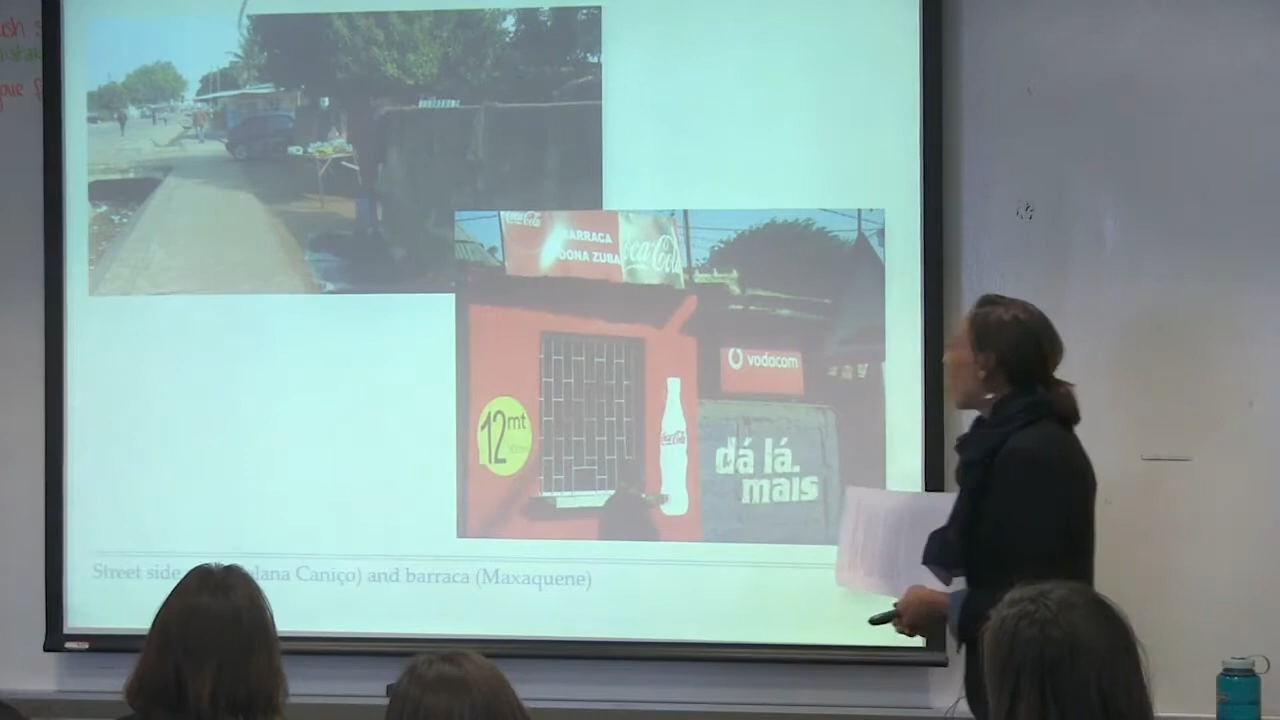 Coca-Cola
BARRACA
DONA ZUBA
Coca-Cola
vodacom
12mt
Coca-Cola
dá lá.
mais
Street side Caniço) and barraca (Maxaquene)